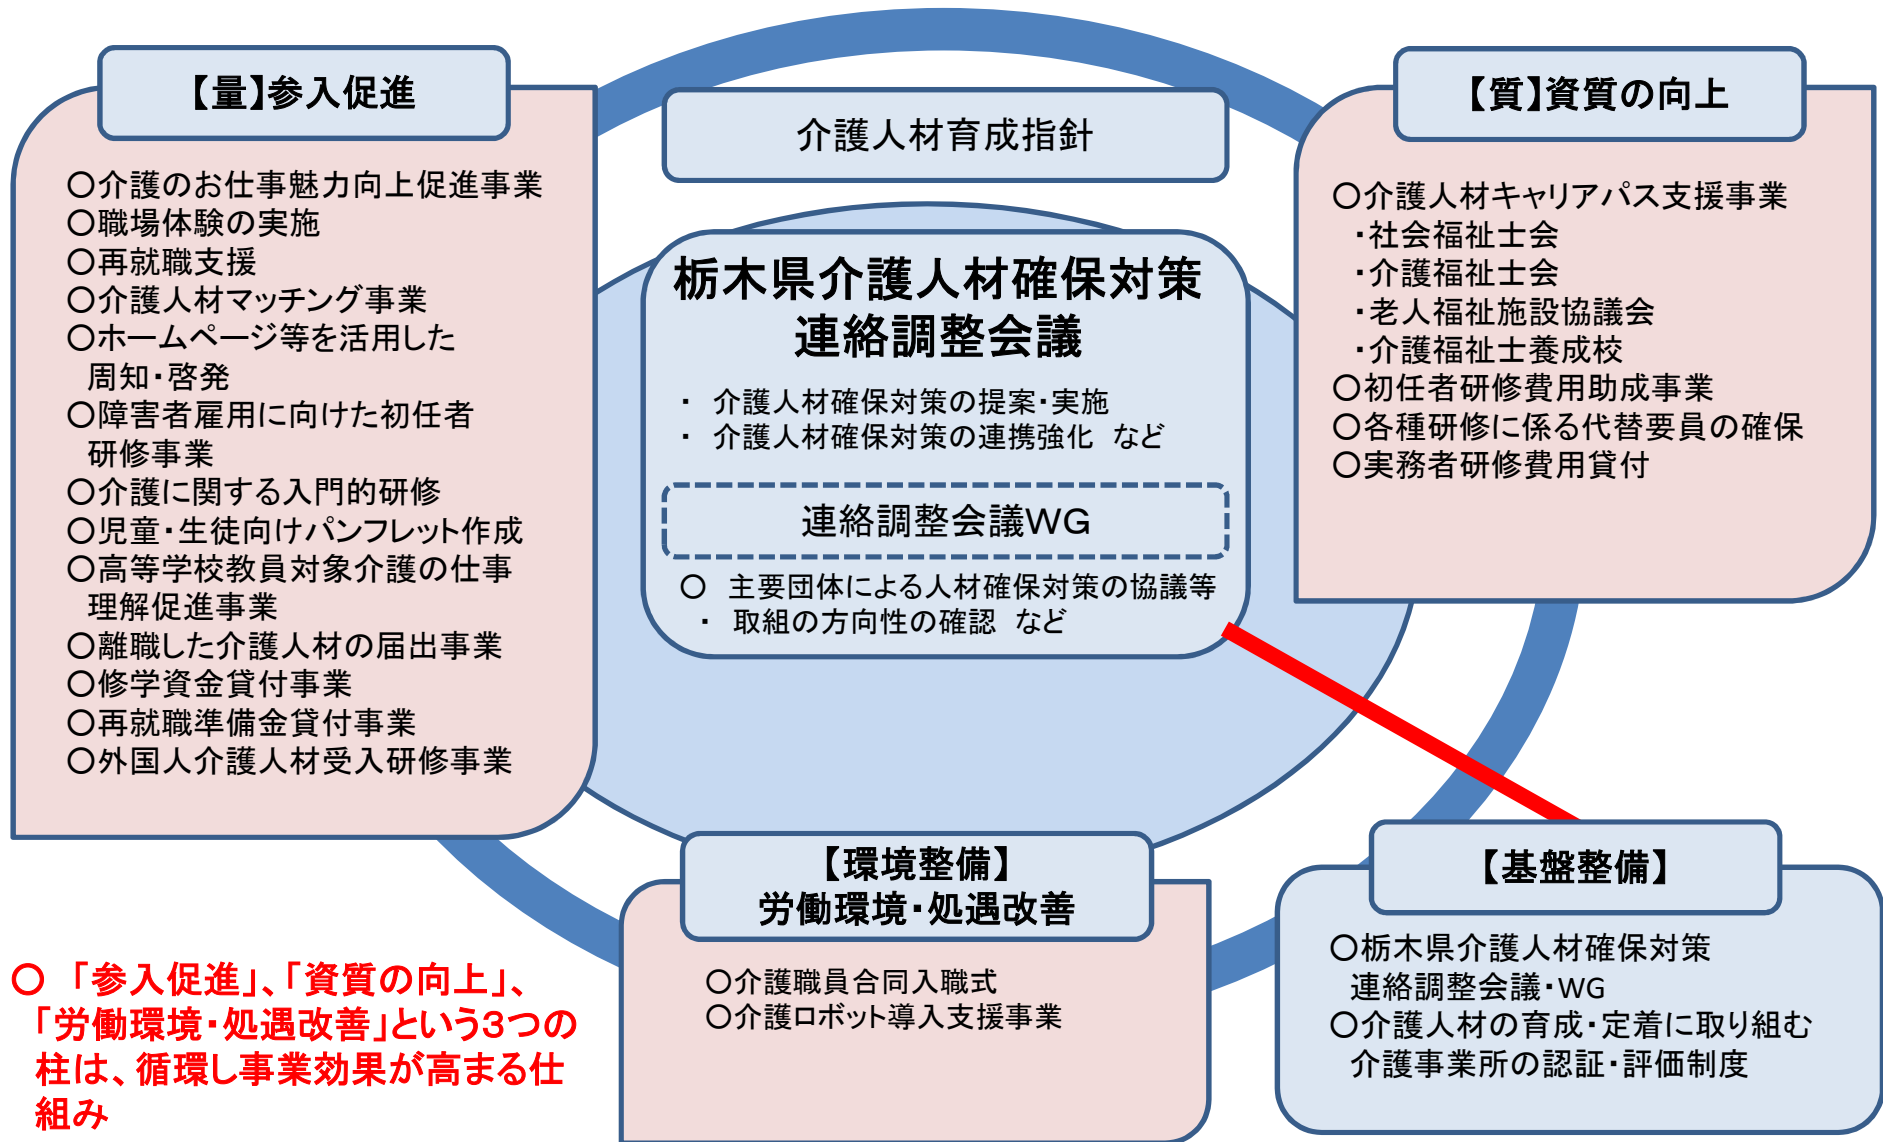 【量】参入促進
〇介護のお仕事魅力向上促進事業
〇職場体験の実施
〇再就職支援
〇介護人材マッチング事業
〇ホームページ等を活用した
周知・啓発
〇障害者雇用に向けた初任者
研修事業
〇介護に関する入門的研修
〇児童・生徒向けパンフレット作成
〇高等学校教員対象介護の仕事
理解促進事業
〇離職した介護人材の届出事業
〇修学資金貸付事業
〇再就職準備金貸付事業
〇外国人介護人材受入研修事業
介護人材育成指針
栃木県介護人材確保対策
連絡調整会議
・ 介護人材確保対策の提案・実施
・ 介護人材確保対策の連携強化 など
連絡調整会議WG
〇 主要団体による人材確保対策の協議等
・ 取組の方向性の確認 など
【質】資質の向上
〇介護人材キャリアパス支援事業
・社会福祉士会
・介護福祉士会
・老人福祉施設協議会
・介護福祉士養成校
〇初任者研修費用助成事業
〇各種研修に係る代替要員の確保
〇実務者研修費用貸付
【環境整備】
労働環境・処遇改善
〇介護職員合同入職式
〇介護ロボット導入支援事業
【基盤整備】
〇栃木県介護人材確保対策
連絡調整会議・WG
〇介護人材の育成・定着に取り組む
介護事業所の認証・評価制度
〇 「参入促進」、「資質の向上」、
「労働環境・処遇改善」という３つの
柱は、循環し事業効果が高まる仕
組み